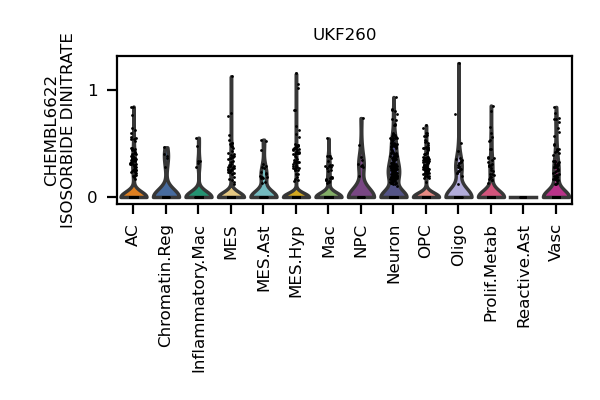 UKF260
CHEMBL6622
ISOSORBIDE DINITRATE
1
0
AC
Chromatin.Reg
Inflammatory.Mac
MES
MES.Ast
MES.Hyp
Mac
NPC
Neuron
OPC
Oligo
Prolif.Metab
Reactive.Ast
Vasc